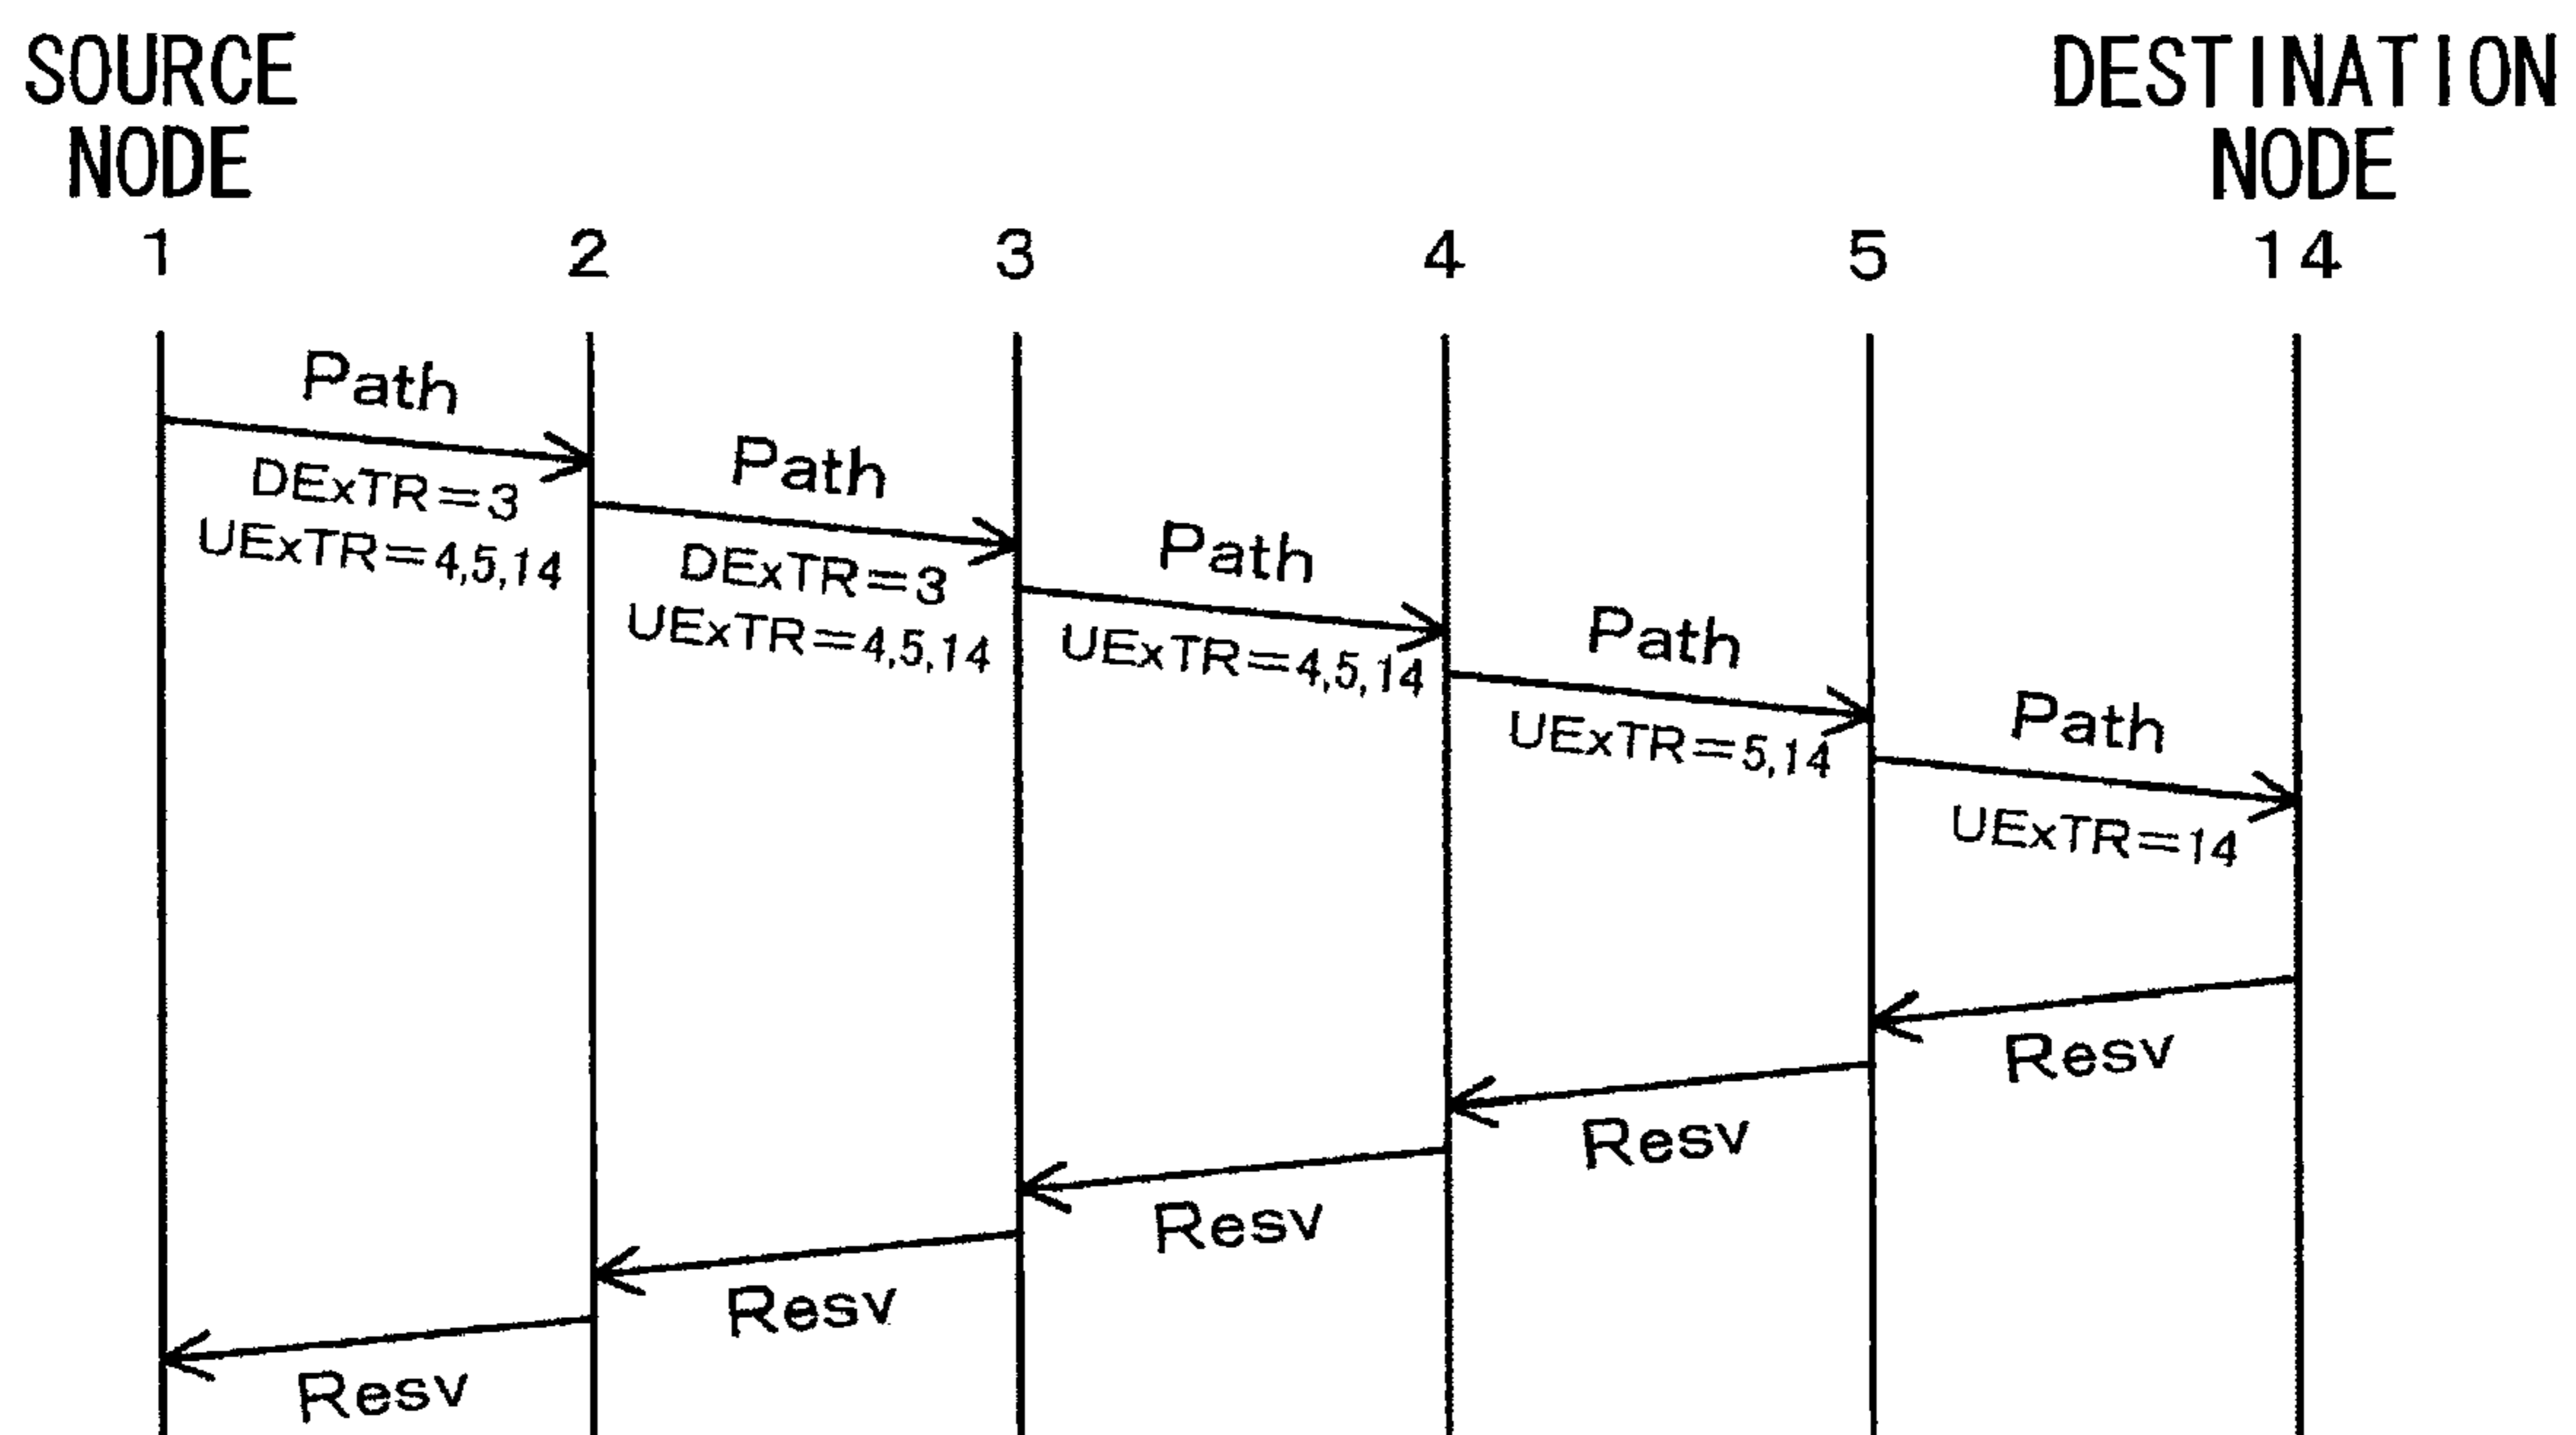 SOURCE
NODE
DESTINATION
NODE
1 2 3 4 5 14
Path
DExTR=3
UExTR=4,5,14
Path
DExTR=3
UExTR=4,5,14
Path
UExTR=4,5,14
Path
UExTR=5,14
Path
UExTR=14
Resv
Resv
Resv
Resv
Resv